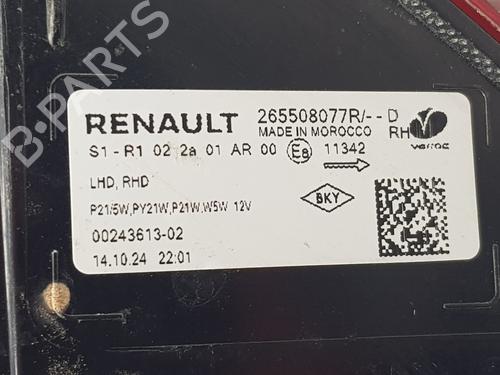 RENAULT 265508077R/-- D
MADE IN MOROCCO RH
varroc
S1 - R1 02 2a 01 AR 00 E8 11342
LHD, RHD
BKY
P21/5W,PY21W,P21W,W5W 12V
00243613-02
14.10.24 22:01
B-PARTS